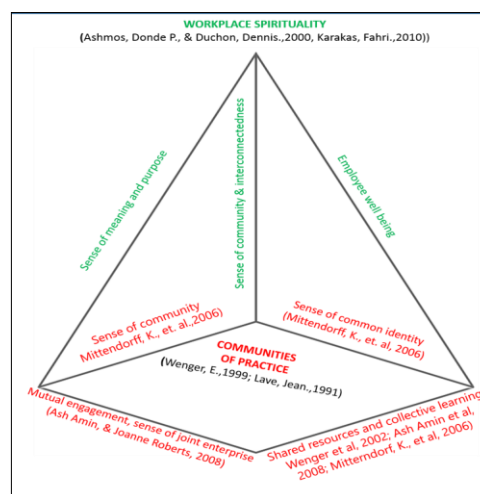 WORKPLACE SPIRITUALITY
(Ashmos, Donde P., & Duchon, Dennis.,2000, Karakas, Fahri.,2010))
Sense of meaning and purpose
Sense of community & interconnectedness
Employee well being
Sense of community
Mittendorff, K., et. al.,2006)
Sense of common identity
(Mittendorff, K., et. al, 2006)
COMMUNITIES
OF PRACTICE
(Wenger, E.,1999; Lave, Jean.,1991)
Mutual engagement, sense of joint enterprise
(Ash Amin, & Joanne Roberts, 2008)
Shared resources and collective learning
Wenger et al, 2002; Ash Amin et al,
2008; Mitterndorff, K., et al, 2006)